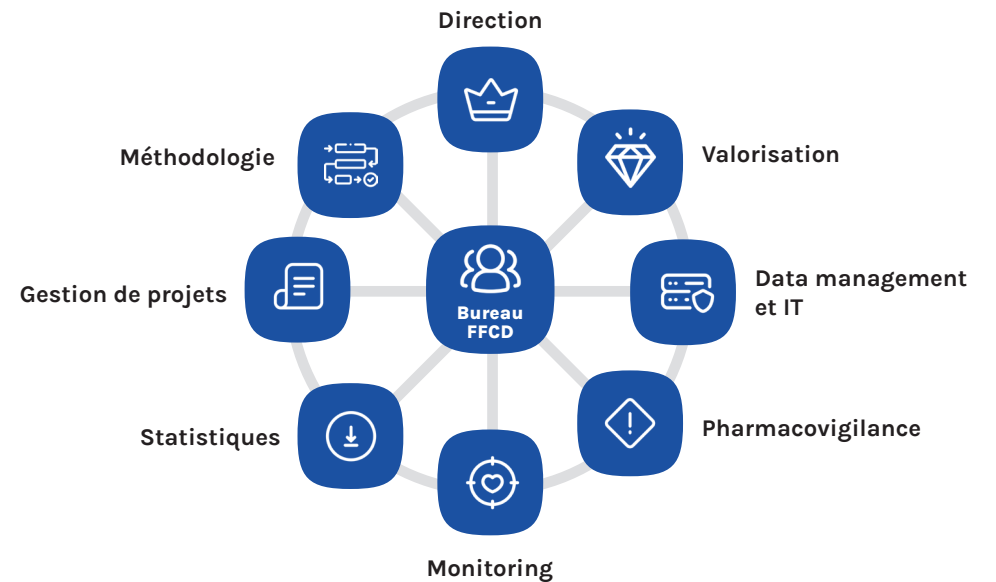 Direction
Méthodologie
Valorisation
Gestion de projets
Bureau
FFCD
Data management
et IT
Statistiques
Pharmacovigilance
Monitoring